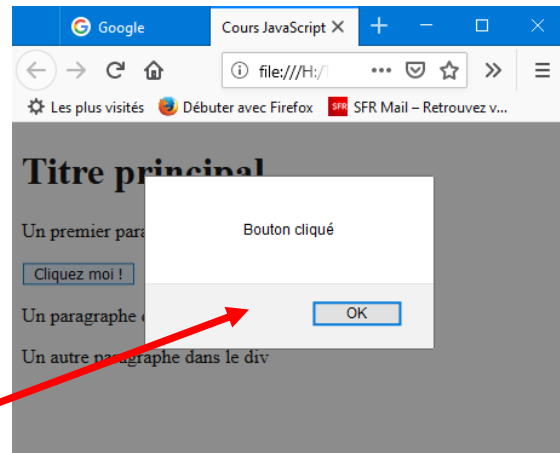 Google
Cours JavaScript
file:///H:/
Les plus visités Débuter avec Firefox SFR SFR Mail – Retrouvez v...
Titre principal
Un premier para
Bouton cliqué
Cliquez moi !
OK
Un paragraphe
Un autre paragraphe dans le div